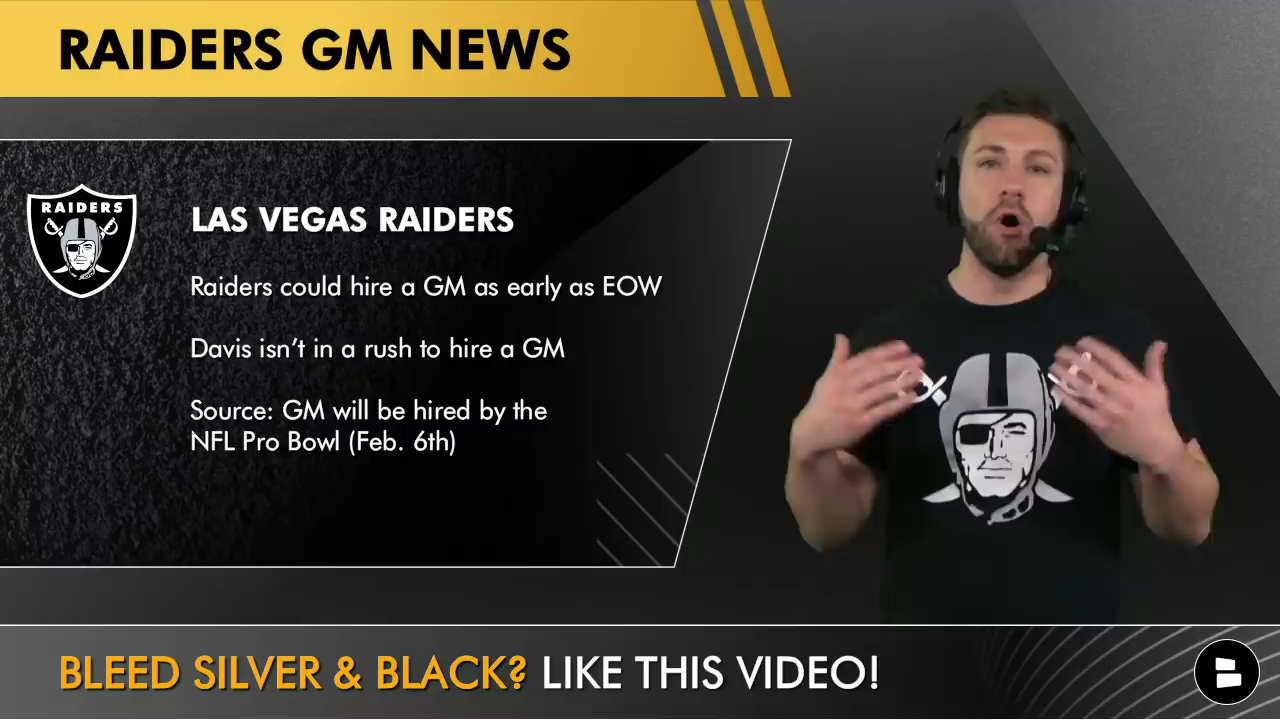 RAIDERS GM NEWS
RAIDERS
LAS VEGAS RAIDERS
Raiders could hire a GM as early as EOW
Davis isn't in a rush to hire a GM
Source: GM will be hired by the
NFL Pro Bowl (Feb. 6th)
BLEED SILVER & BLACK? LIKE THIS VIDEO!